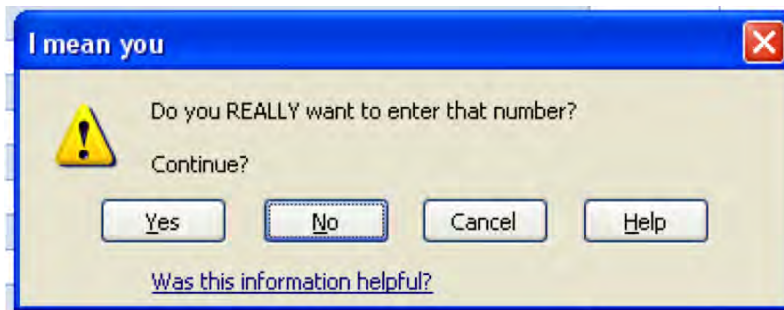 I mean you
Do you REALLY want to enter that number?
Continue?
Yes No Cancel Help
Was this information helpful?